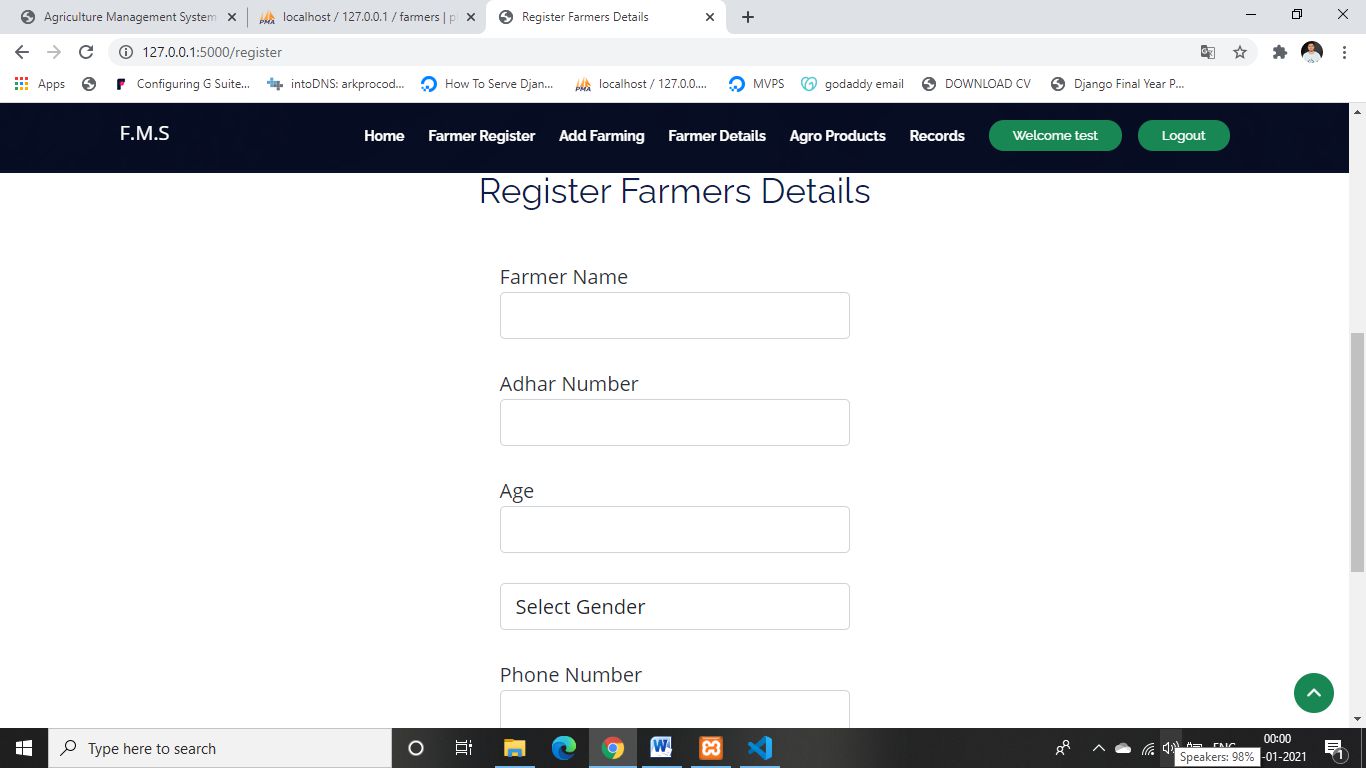 Agriculture Management System
localhost / 127.0.0.1 / farmers | p
Register Farmers Details
127.0.0.1:5000/register
Apps
Configuring G Suite...
intoDNS: arkprocod...
How To Serve Djan...
PMA
localhost / 127.0.0....
MVPS
godaddy email
DOWNLOAD CV
Django Final Year P...
F.M.S
Home
Farmer Register
Add Farming
Farmer Details
Agro Products
Records
Welcome test
Logout
Register Farmers Details
Farmer Name
Adhar Number
Age
Select Gender
Phone Number
Type here to search
00:00
-01-2021
Speakers: 98%
1